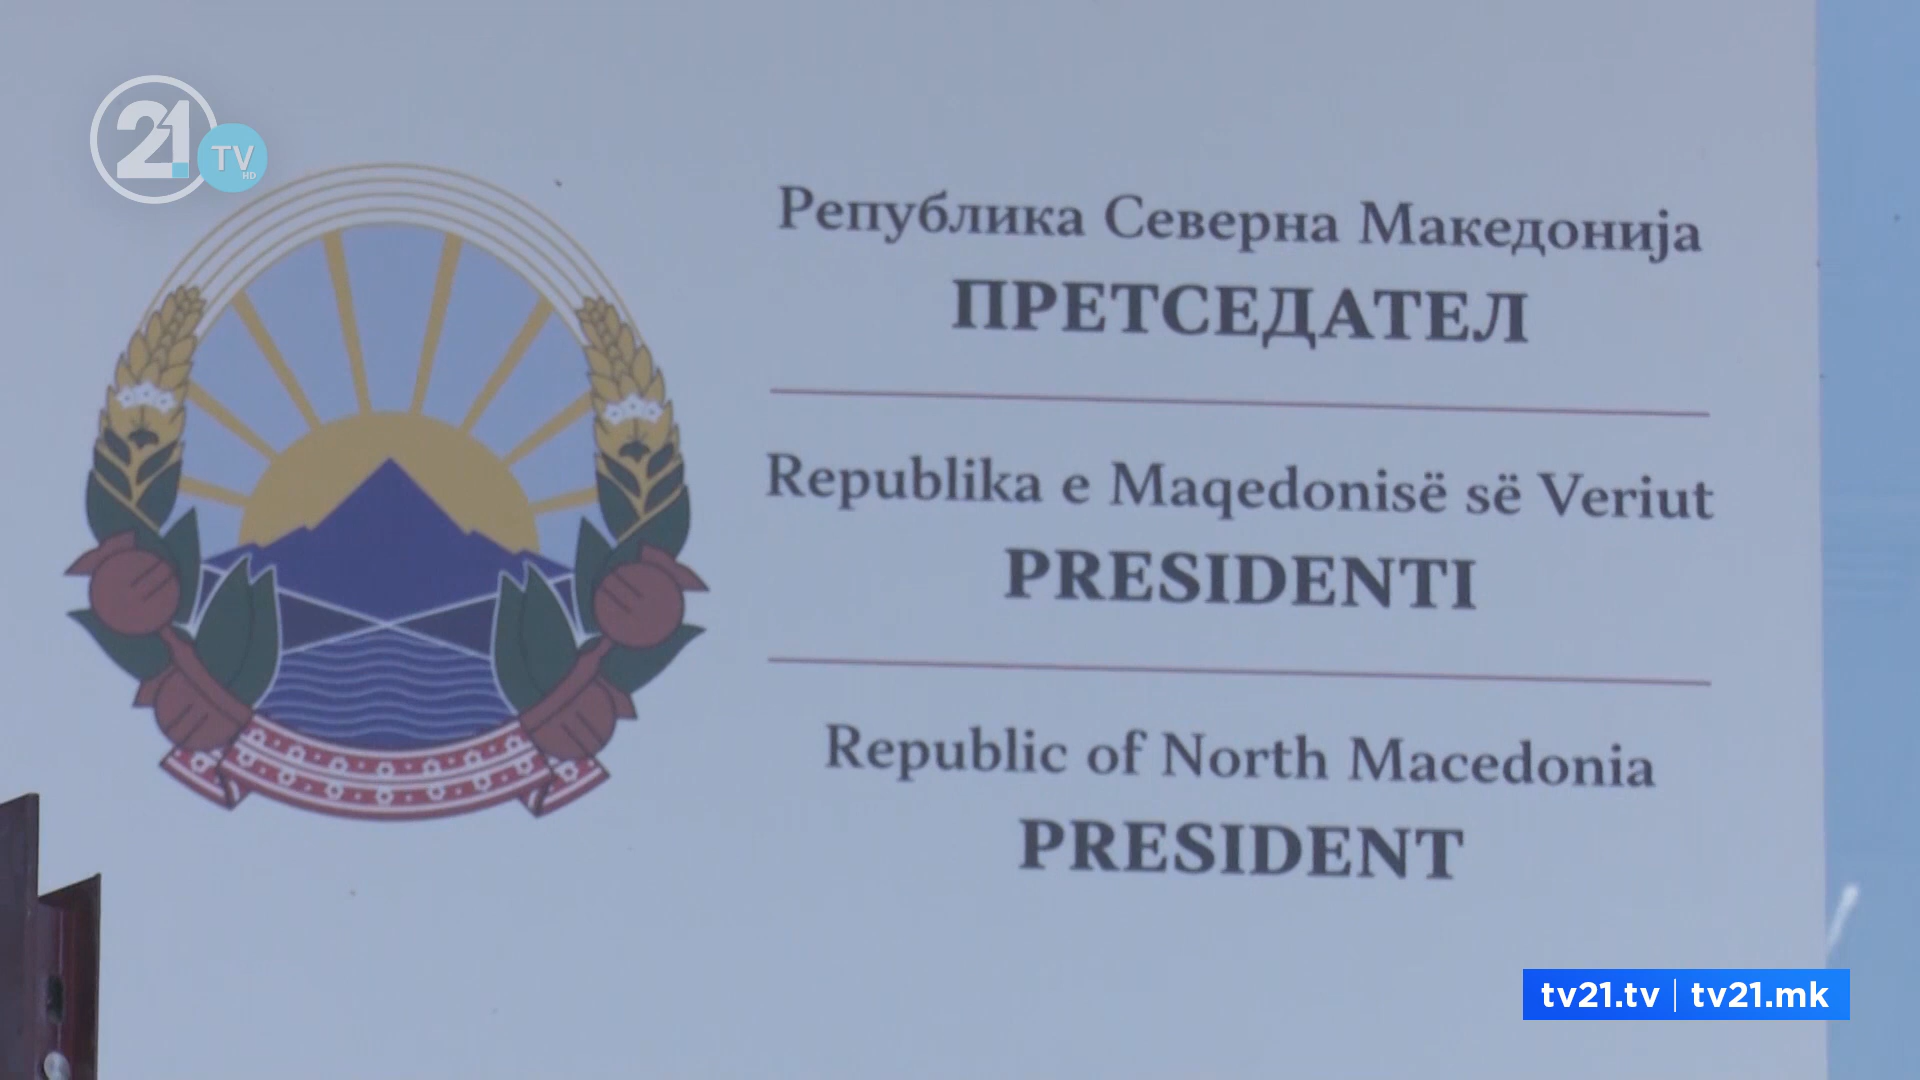 21
TV
HD
Република Северна Македонија
ПРЕТСЕДАТЕЛ
Republika e Maqedonisë së Veriut
PRESIDENTI
Republic of North Macedonia
PRESIDENT
tv21.tv | tv21.mk